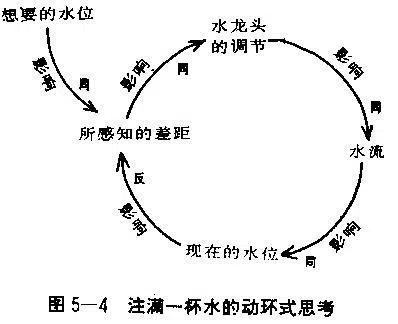 想要的水位
影响
同
水龙头
的调节
影响
同
影响
同
所感知的差距
水流
反
影响
现在的水位
同
影响
图5—4 注满一杯水的动环式思考